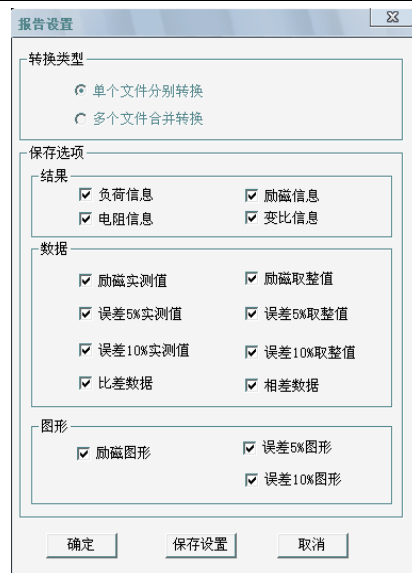 报告设置
转换类型
单个文件分别转换
多个文件合并转换
保存选项
结果
负荷信息 励磁信息
电阻信息 变比信息
数据
励磁实测值 励磁取整值
误差5%实测值 误差5%取整值
误差10%实测值 误差10%取整值
比差数据 相差数据
图形
励磁图形 误差5%图形
误差10%图形
确定 保存设置 取消